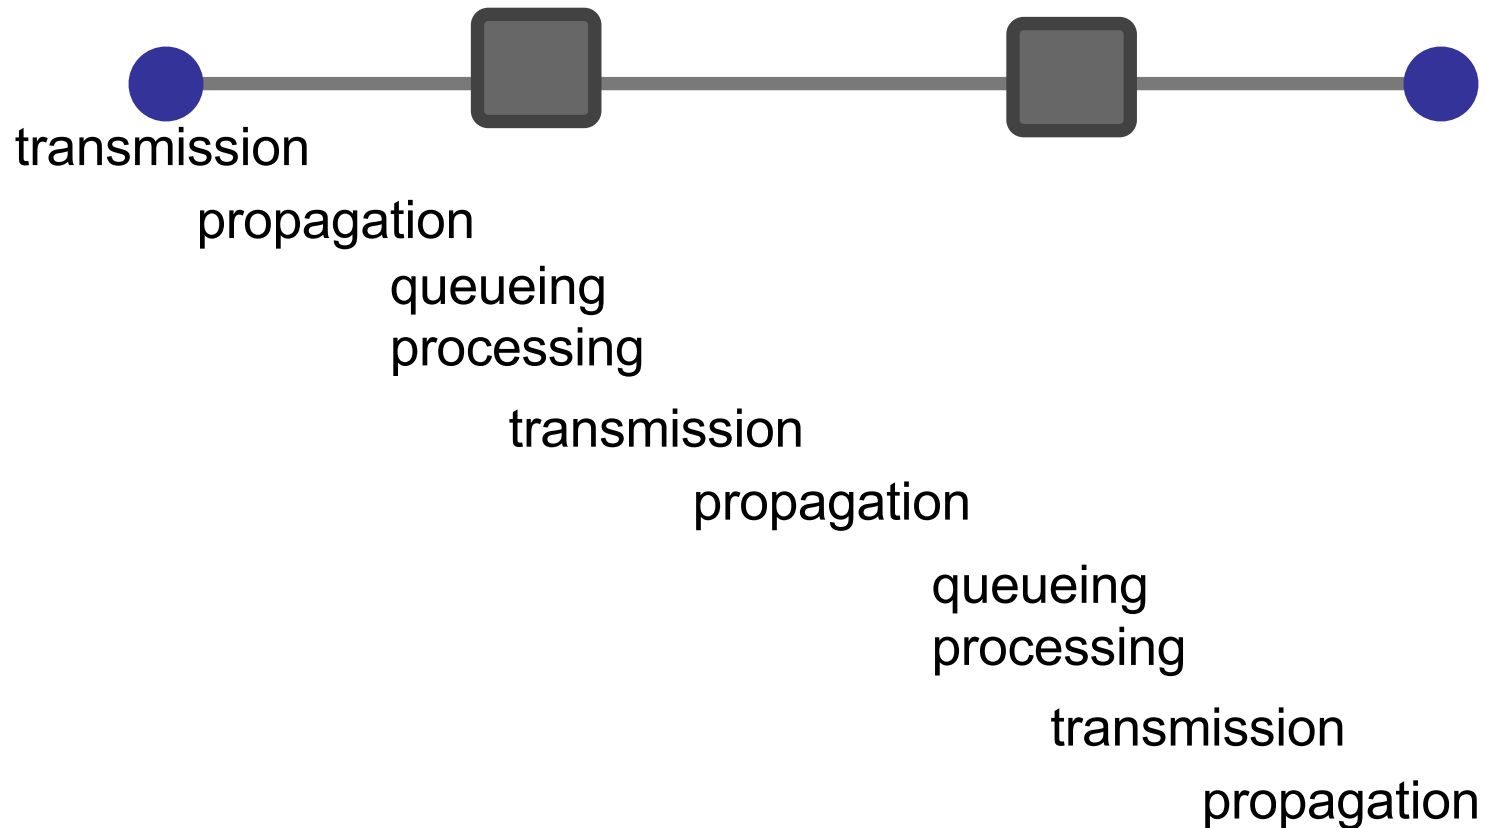 transmission
propagation
queueing
processing
transmission
propagation
queueing
processing
transmission
propagation